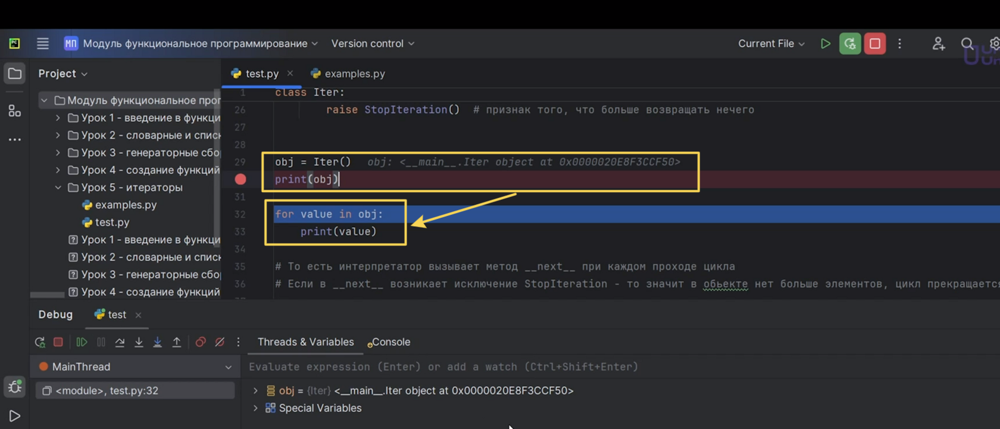 PC
МП Модуль функциональное программирование Version control Current File
Project
test.py × examples.py
Модуль функциональное прог
Урок 1 - введение в функци
Урок 2 - словарные и списк
Урок 3 - генераторные сбо
Урок 4 - создание функций
Урок 5 - итераторы
examples.py
test.py
Урок 1 - введение в функци
Урок 2 - словарные и списк
Урок 3 - генераторные сбо
Урок 4 - создание функций
1 class Iter:
26 raise StopIteration() # признак того, что больше возвращать нечего
27
28
29 obj = Iter() obj: <__main__.Iter object at 0x0000020E8F3CCF50>
print(obj)
31
32 for value in obj:
33 print(value)
34
35 # То есть интерпретатор вызывает метод __next__ при каждом проходе цикла
36 # Если в __next__ возникает исключение StopIteration - то значит в обьекте нет больше элементов, цикл прекращается
Debug test ×
Threads & Variables Console
MainThread
Evaluate expression (Enter) or add a watch (Ctrl+Shift+Enter)
<module>, test.py:32
obj = {Iter} <__main__.Iter object at 0x0000020E8F3CCF50>
Special Variables